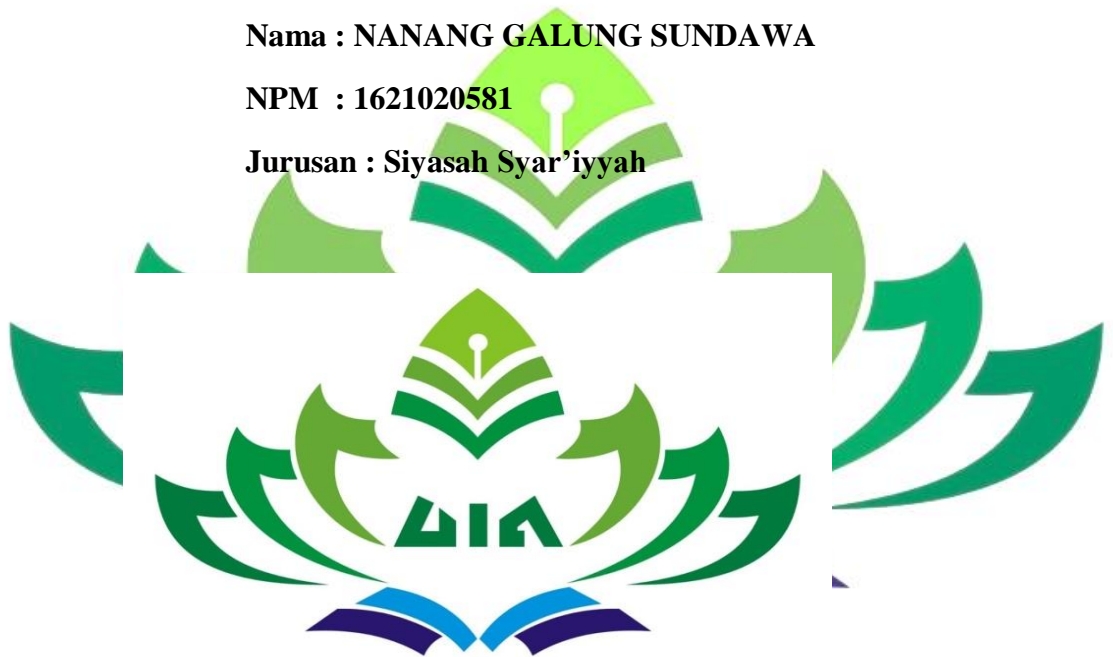 Nama : NANANG GALUNG SUNDAWA
NPM : 1621020581
Jurusan : Siyasah Syar’iyyah
UIN